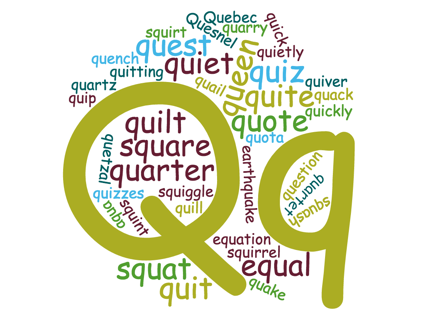 Quebec
Quesnel
quick
squirt
quarry
quest
quietly
quench
quiet
queen
quitting
quiz
quartz
quail
quiver
quip
quite
quack
quilt
quote
quickly
square
quota
quetzal
quarter
earthquake
question
quizzes
squiggle
quartet
aqua
squint
quill
squash
equation
squirrel
squat
equal
quit
quake
Q q